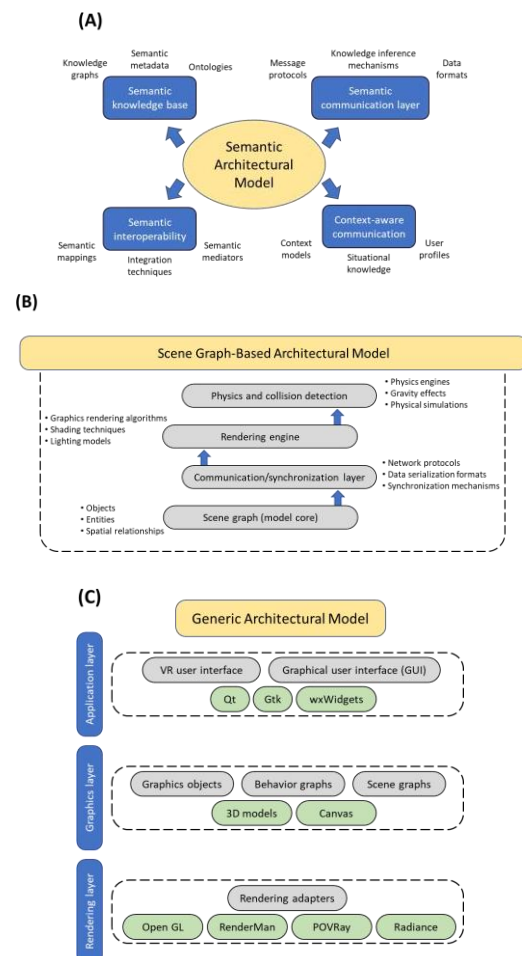 (A)
Knowledge
graphs
Semantic
metadata
Ontologies
Semantic
knowledge base
Message
protocols
Knowledge inference
mechanisms
Data
formats
Semantic
communication layer
Semantic
Architectural
Model
Semantic
interoperability
Semantic
mappings
Integration
techniques
Semantic
mediators
Context-aware
communication
Context
models
Situational
knowledge
User
profiles
(B)
Scene Graph-Based Architectural Model
Physics and collision detection
• Physics engines
• Gravity effects
• Physical simulations
• Graphics rendering algorithms
• Shading techniques
• Lighting models
Rendering engine
Communication/synchronization layer
• Network protocols
• Data serialization formats
• Synchronization mechanisms
• Objects
• Entities
• Spatial relationships
Scene graph (model core)
(C)
Generic Architectural Model
Application layer
VR user interface
Graphical user interface (GUI)
Qt
Gtk
wxWidgets
Graphics layer
Graphics objects
Behavior graphs
Scene graphs
3D models
Canvas
Rendering layer
Rendering adapters
Open GL
RenderMan
POVRay
Radiance